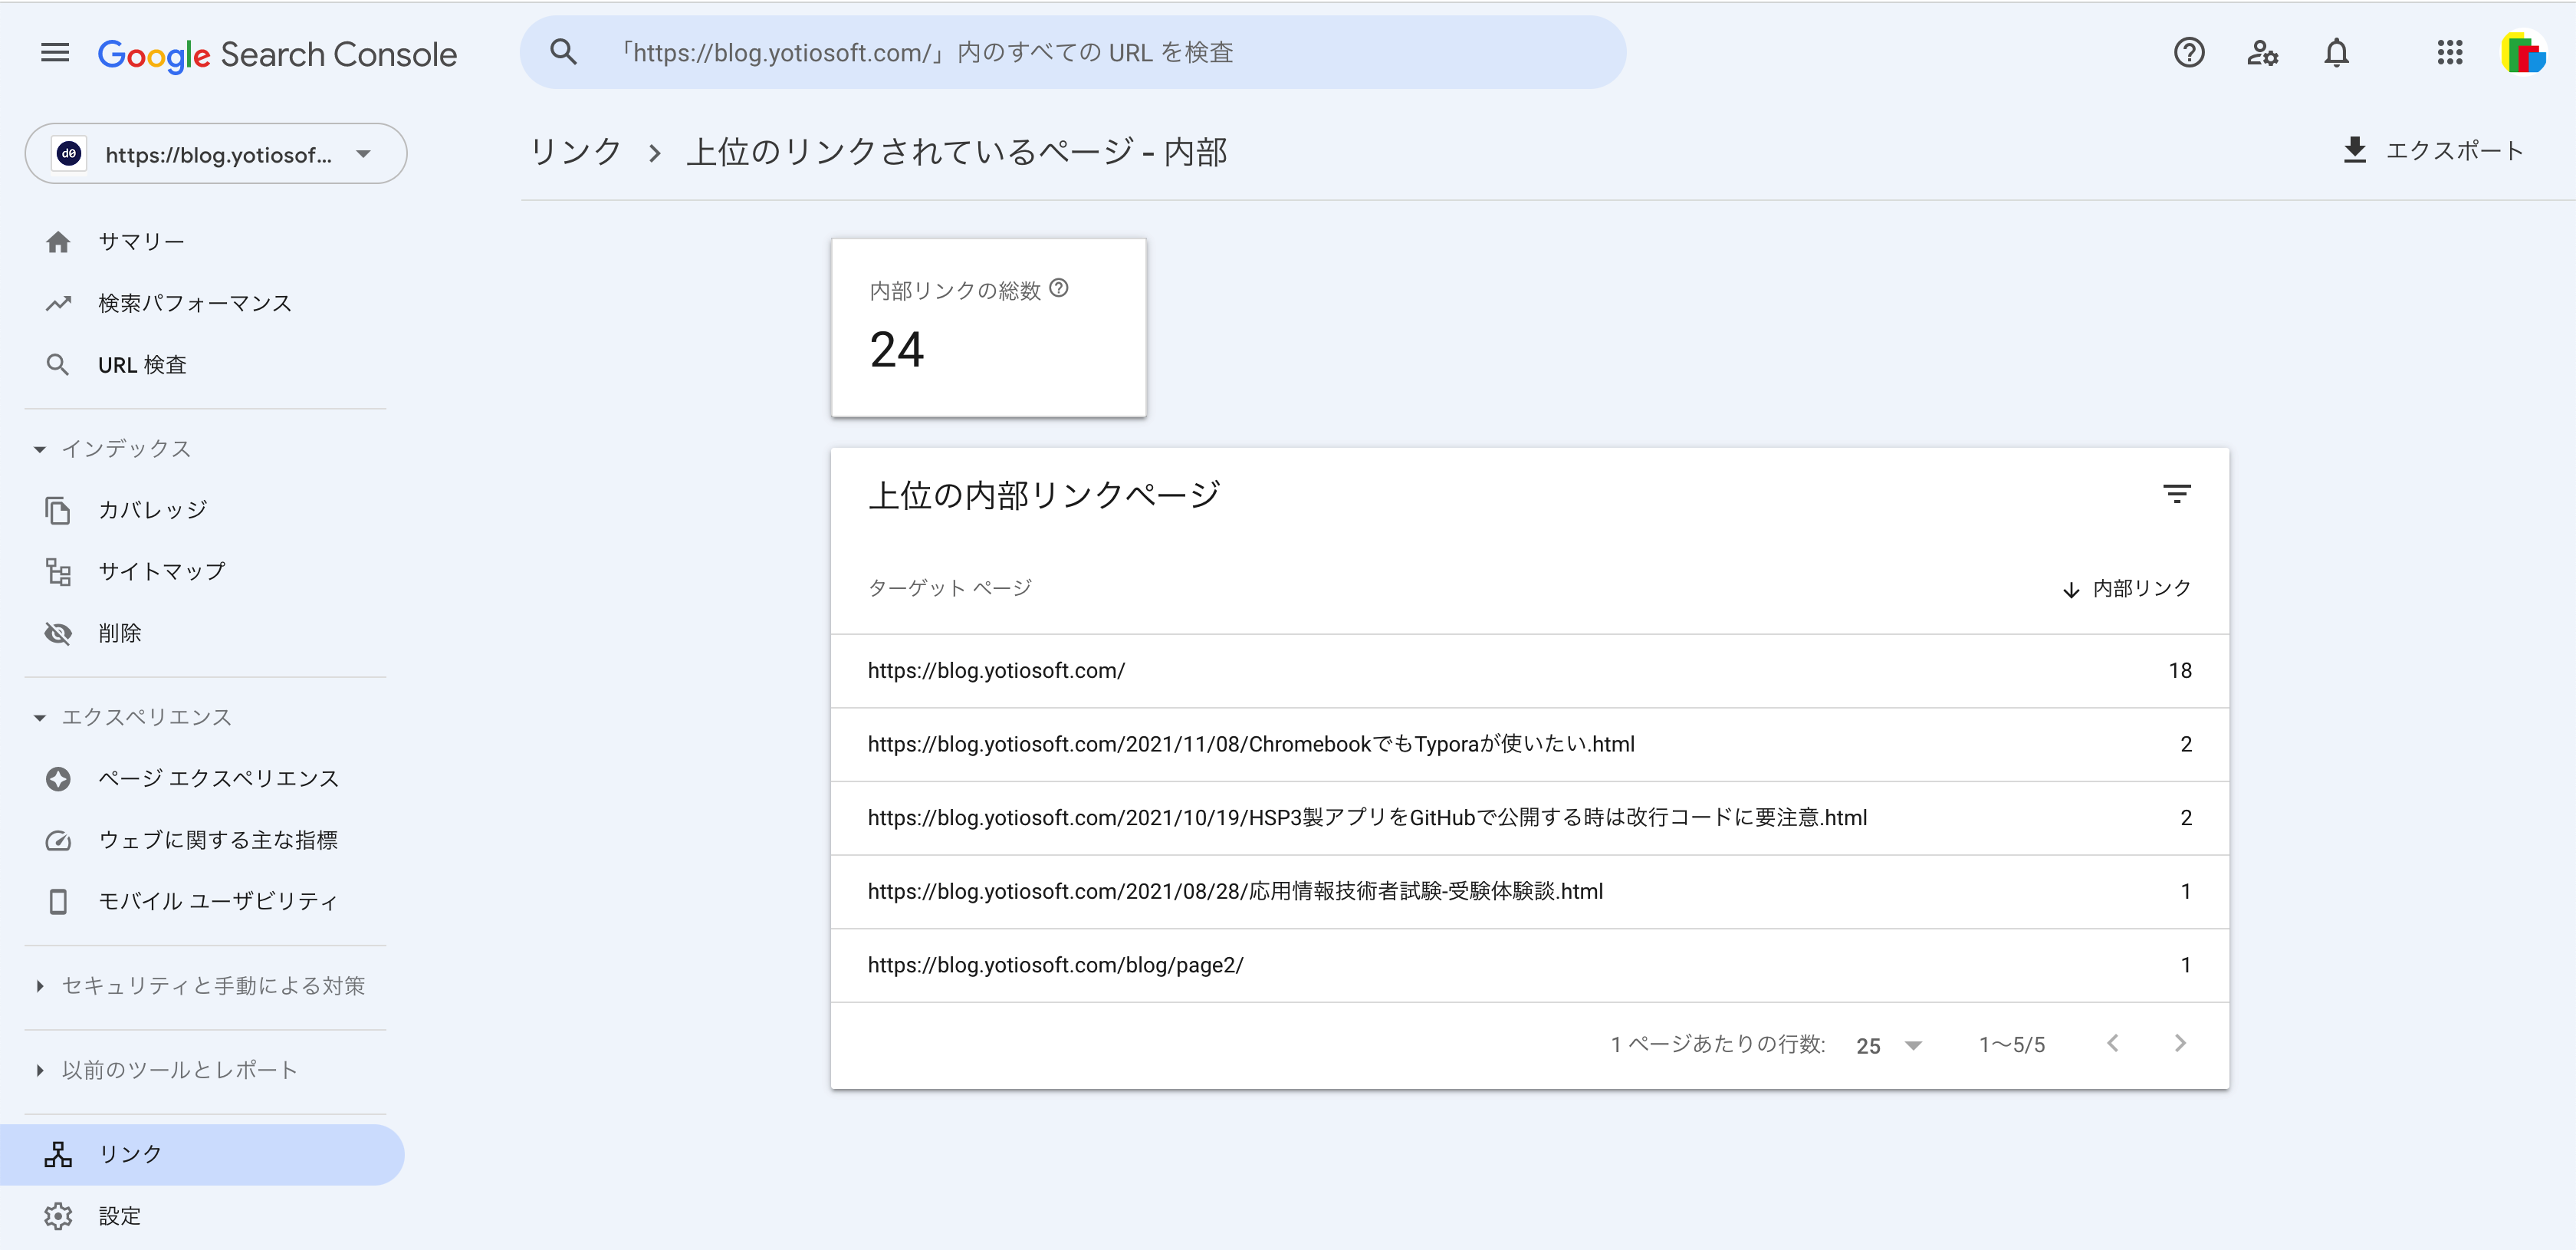 Google Search Console
「https://blog.yotiosoft.com/」内のすべての URL を検査
d0
https://blog.yotiosof...
リンク > 上位のリンクされているページ - 内部
エクスポート
サマリー
検索パフォーマンス
URL 検査
インデックス
カバレッジ
サイトマップ
削除
エクスペリエンス
ページ エクスペリエンス
ウェブに関する主な指標
モバイル ユーザビリティ
セキュリティと手動による対策
以前のツールとレポート
リンク
設定
内部リンクの総数
24
上位の内部リンクページ
ターゲット ページ 内部リンク
https://blog.yotiosoft.com/ 18
https://blog.yotiosoft.com/2021/11/08/ChromebookでもTyporaが使いたい.html 2
https://blog.yotiosoft.com/2021/10/19/HSP3製アプリをGitHubで公開する時は改行コードに要注意.html 2
https://blog.yotiosoft.com/2021/08/28/応用情報技術者試験-受験体験談.html 1
https://blog.yotiosoft.com/blog/page2/ 1
1 ページあたりの行数: 25 1～5/5